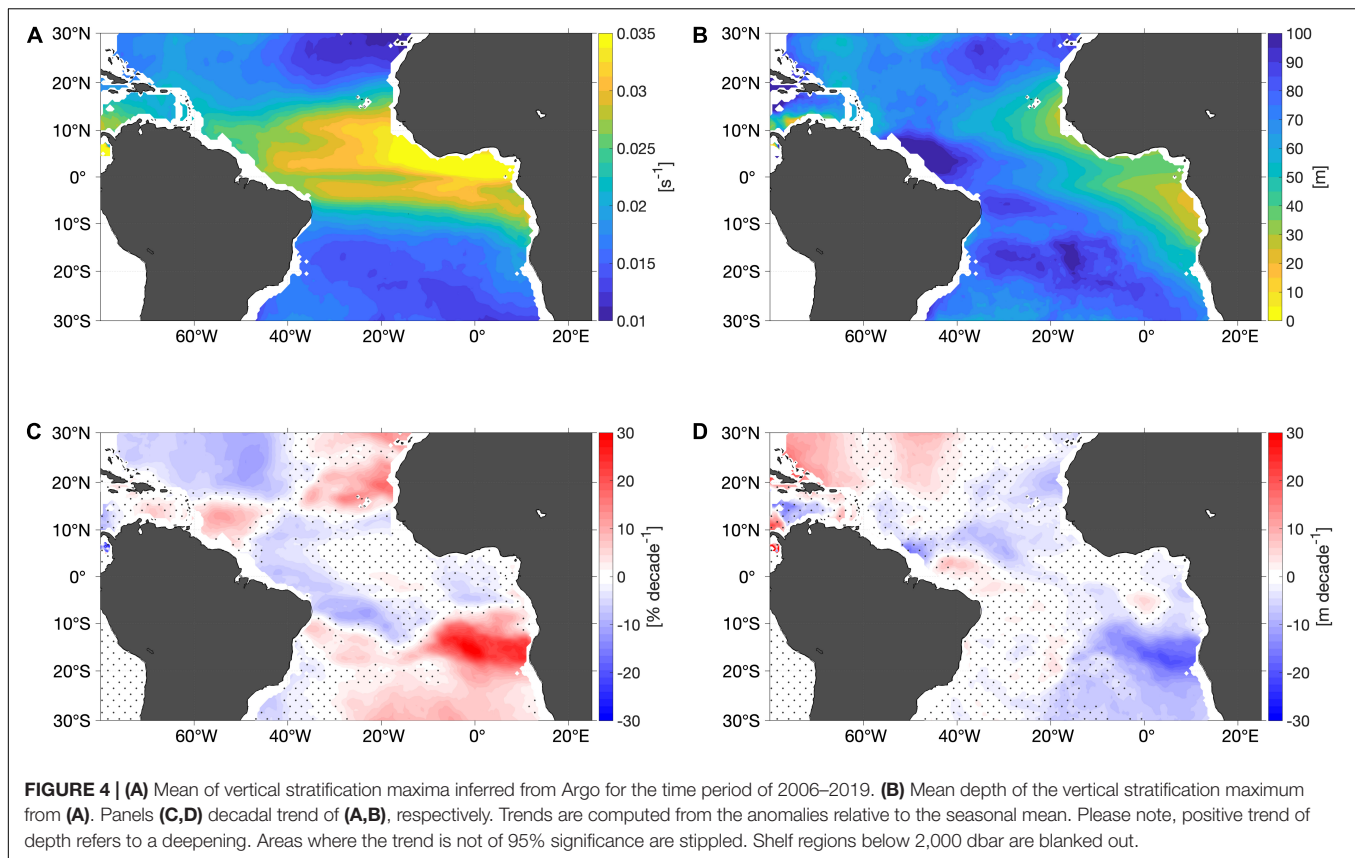 A
30°N
20°N
10°N
0°
10°S
20°S
30°S
60°W 40°W 20°W 0° 20°E
0.035
0.03
0.025
0.02
0.015
0.01
[s⁻¹]
B
30°N
20°N
10°N
0°
10°S
20°S
30°S
60°W 40°W 20°W 0° 20°E
100
90
80
70
60
50
40
30
20
10
0
[m]
C
30°N
20°N
10°N
0°
10°S
20°S
30°S
60°W 40°W 20°W 0° 20°E
30
20
10
0
-10
-20
-30
[% decade⁻¹]
D
30°N
20°N
10°N
0°
10°S
20°S
30°S
60°W 40°W 20°W 0° 20°E
30
20
10
0
-10
-20
-30
[m decade⁻¹]
FIGURE 4 | (A) Mean of vertical stratification maxima inferred from Argo for the time period of 2006–2019. (B) Mean depth of the vertical stratification maximum
from (A). Panels (C,D) decadal trend of (A,B), respectively. Trends are computed from the anomalies relative to the seasonal mean. Please note, positive trend of
depth refers to a deepening. Areas where the trend is not of 95% significance are stippled. Shelf regions below 2,000 dbar are blanked out.